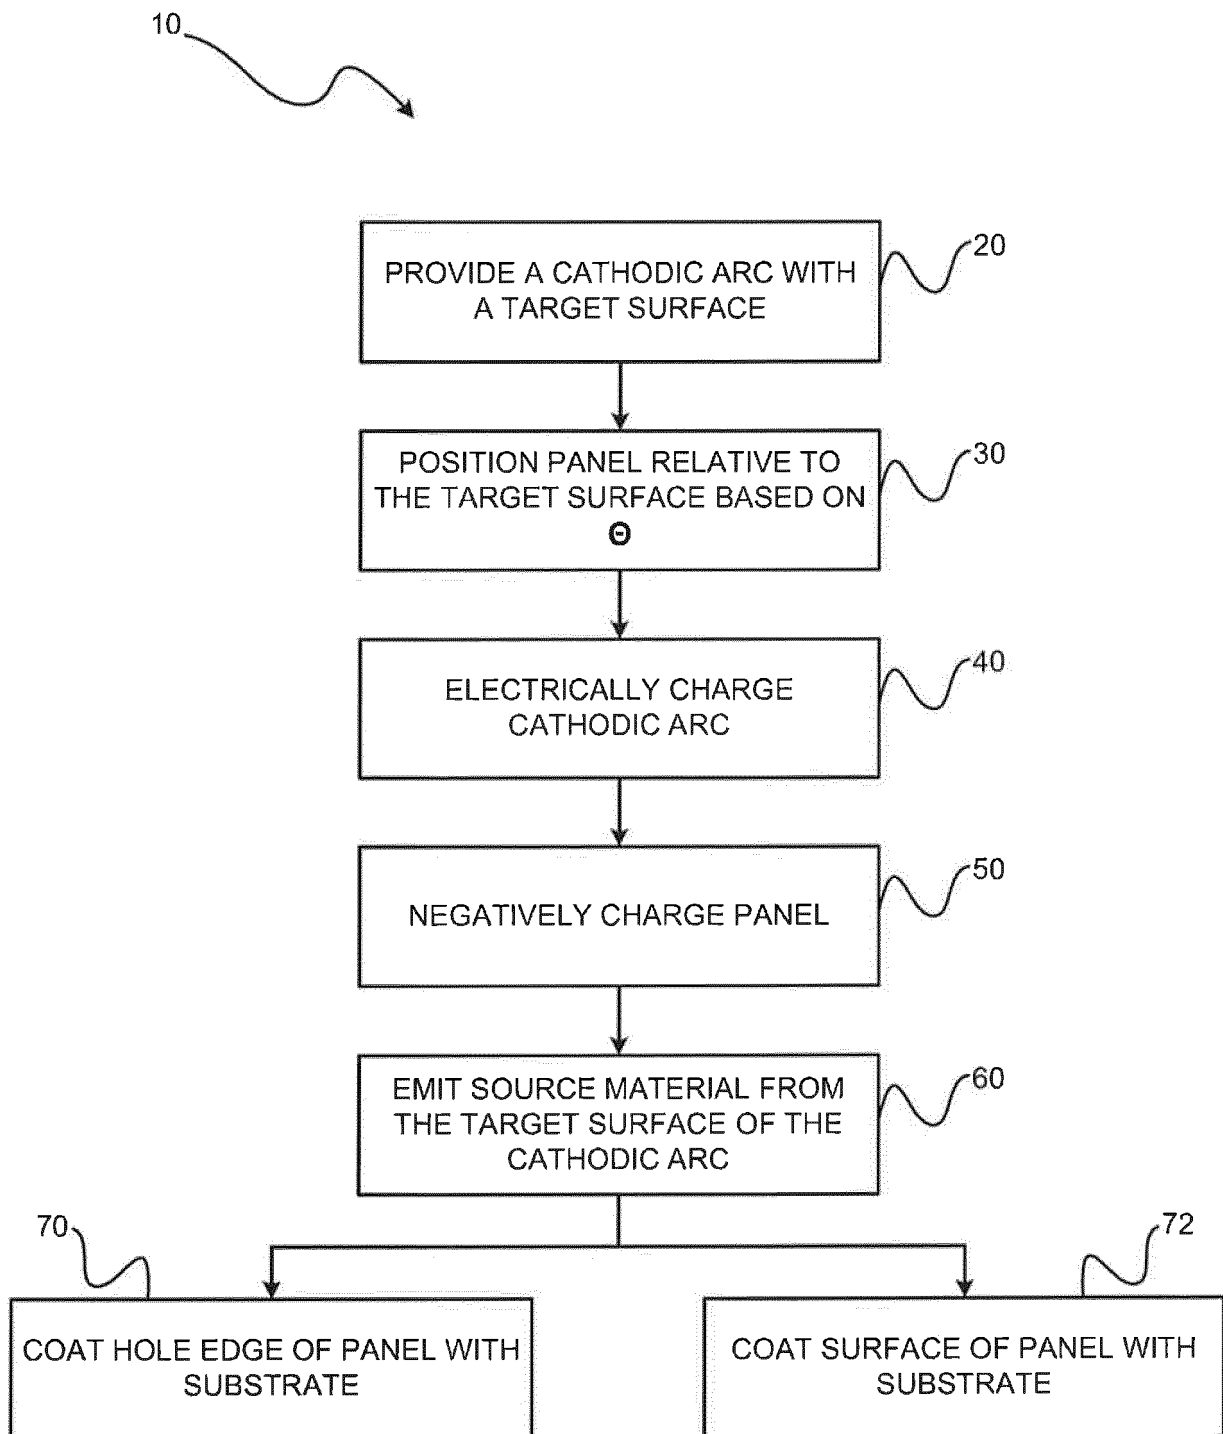 10
PROVIDE A CATHODIC ARC WITH
A TARGET SURFACE
20
POSITION PANEL RELATIVE TO
THE TARGET SURFACE BASED ON
Θ
30
ELECTRICALLY CHARGE
CATHODIC ARC
40
NEGATIVELY CHARGE PANEL
50
EMIT SOURCE MATERIAL FROM
THE TARGET SURFACE OF THE
CATHODIC ARC
60
70
COAT HOLE EDGE OF PANEL WITH
SUBSTRATE
72
COAT SURFACE OF PANEL WITH
SUBSTRATE